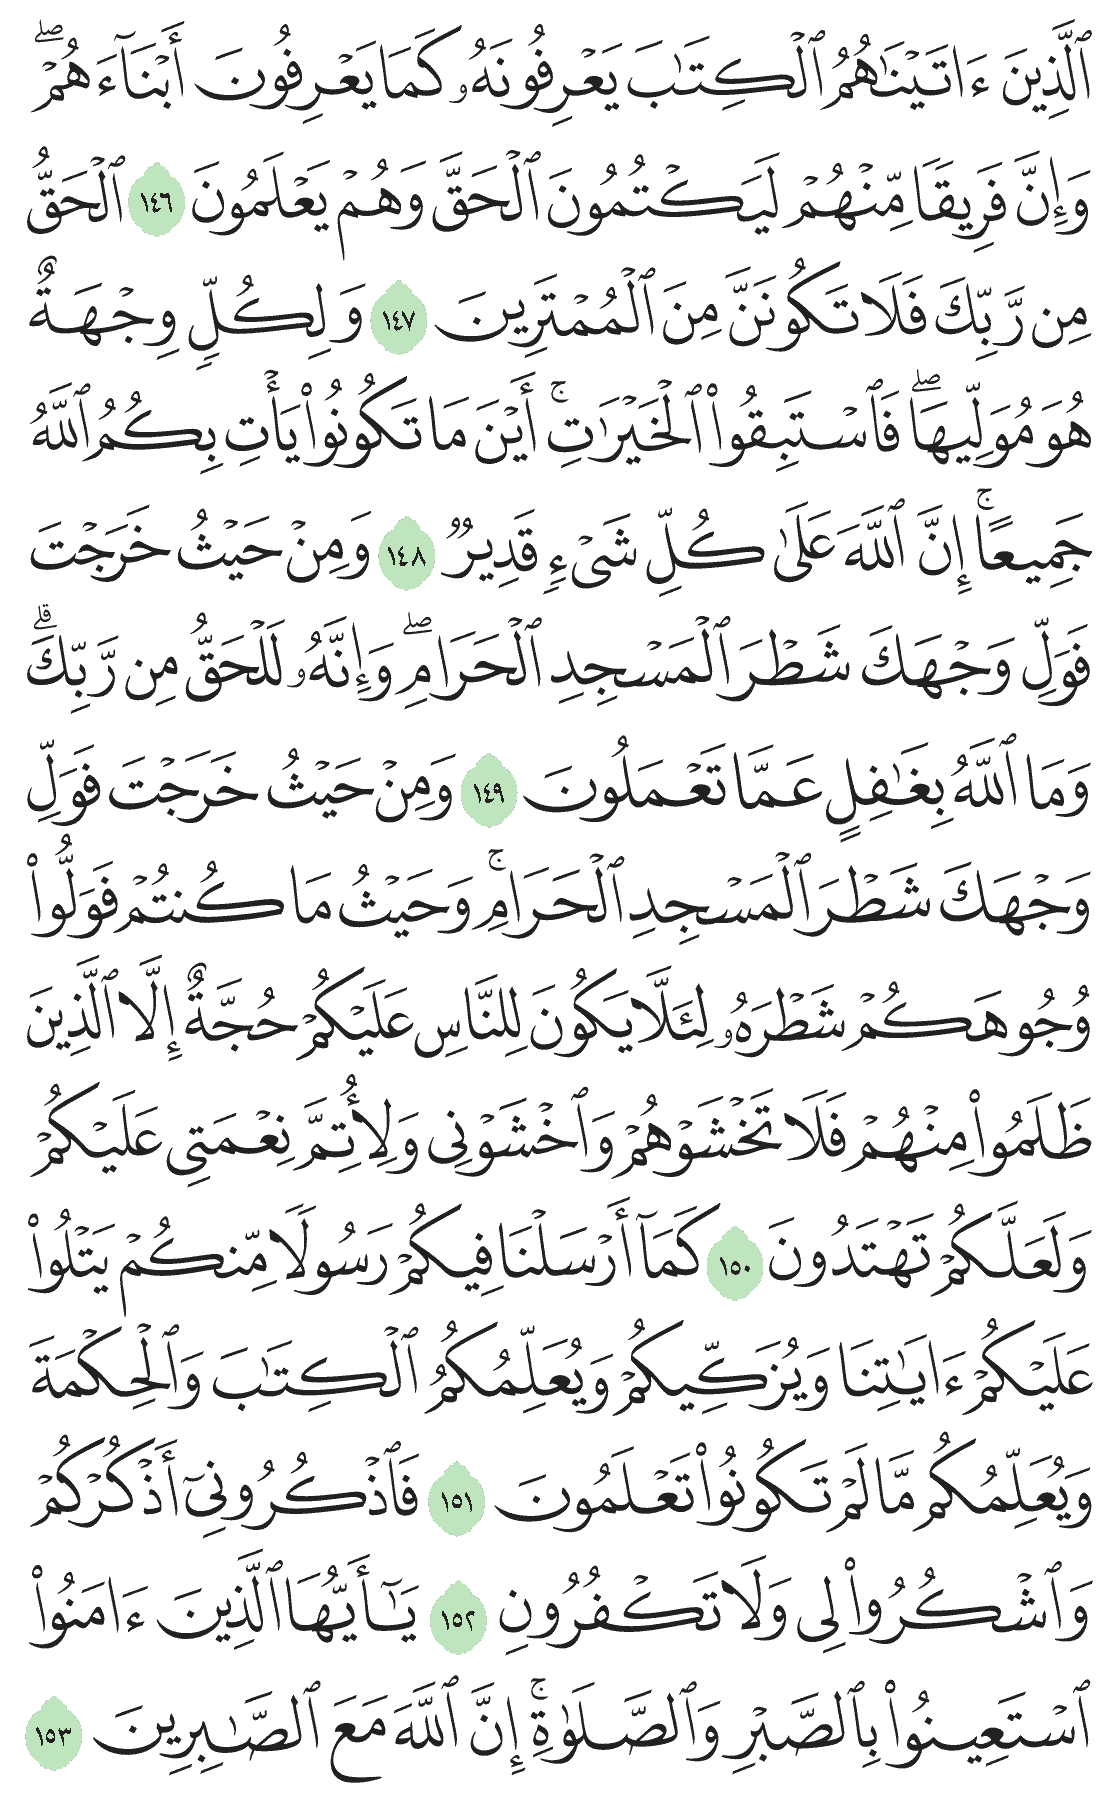 ٱلَّذِينَ ءَاتَيۡنَٰهُمُ ٱلۡكِتَٰبَ يَعۡرِفُونَهُۥ كَمَا يَعۡرِفُونَ أَبۡنَآءَهُمۡۖ
وَإِنَّ فَرِيقٗا مِّنۡهُمۡ لَيَكۡتُمُونَ ٱلۡحَقَّ وَهُمۡ يَعۡلَمُونَ ١٤٦ ٱلۡحَقُّ
مِن رَّبِّكَ فَلَا تَكُونَنَّ مِنَ ٱلۡمُمۡتَرِينَ ١٤٧ وَلِكُلّٖ وِجۡهَةٌ
هُوَ مُوَلِّيهَاۖ فَٱسۡتَبِقُواْ ٱلۡخَيۡرَٰتِۚ أَيۡنَ مَا تَكُونُواْ يَأۡتِ بِكُمُ ٱللَّهُ
جَمِيعًاۚ إِنَّ ٱللَّهَ عَلَىٰ كُلِّ شَيۡءٖ قَدِيرٞ ١٤٨ وَمِنۡ حَيۡثُ خَرَجۡتَ
فَوَلِّ وَجۡهَكَ شَطۡرَ ٱلۡمَسۡجِدِ ٱلۡحَرَامِۖ وَإِنَّهُۥ لَلۡحَقُّ مِن رَّبِّكَۗ
وَمَا ٱللَّهُ بِغَٰفِلٍ عَمَّا تَعۡمَلُونَ ١٤٩ وَمِنۡ حَيۡثُ خَرَجۡتَ فَوَلِّ
وَجۡهَكَ شَطۡرَ ٱلۡمَسۡجِدِ ٱلۡحَرَامِۚ وَحَيۡثُ مَا كُنتُمۡ فَوَلُّواْ
وُجُوهَكُمۡ شَطۡرَهُۥ لِئَلَّا يَكُونَ لِلنَّاسِ عَلَيۡكُمۡ حُجَّةٌ إِلَّا ٱلَّذِينَ
ظَلَمُواْ مِنۡهُمۡ فَلَا تَخۡشَوۡهُمۡ وَٱخۡشَوۡنِي وَلِأُتِمَّ نِعۡمَتِي عَلَيۡكُمۡ
وَلَعَلَّكُمۡ تَهۡتَدُونَ ١٥٠ كَمَآ أَرۡسَلۡنَا فِيكُمۡ رَسُولٗا مِّنكُمۡ يَتۡلُواْ
عَلَيۡكُمۡ ءَايَٰتِنَا وَيُزَكِّيكُمۡ وَيُعَلِّمُكُمُ ٱلۡكِتَٰبَ وَٱلۡحِكۡمَةَ
وَيُعَلِّمُكُم مَّا لَمۡ تَكُونُواْ تَعۡلَمُونَ ١٥١ فَٱذۡكُرُونِيٓ أَذۡكُرۡكُمۡ
وَٱشۡكُرُواْ لِي وَلَا تَكۡفُرُونِ ١٥٢ يَٰٓأَيُّهَا ٱلَّذِينَ ءَامَنُواْ
ٱسۡتَعِينُواْ بِٱلصَّبۡرِ وَٱلصَّلَوٰةِۚ إِنَّ ٱللَّهَ مَعَ ٱلصَّٰبِرِينَ ١٥٣